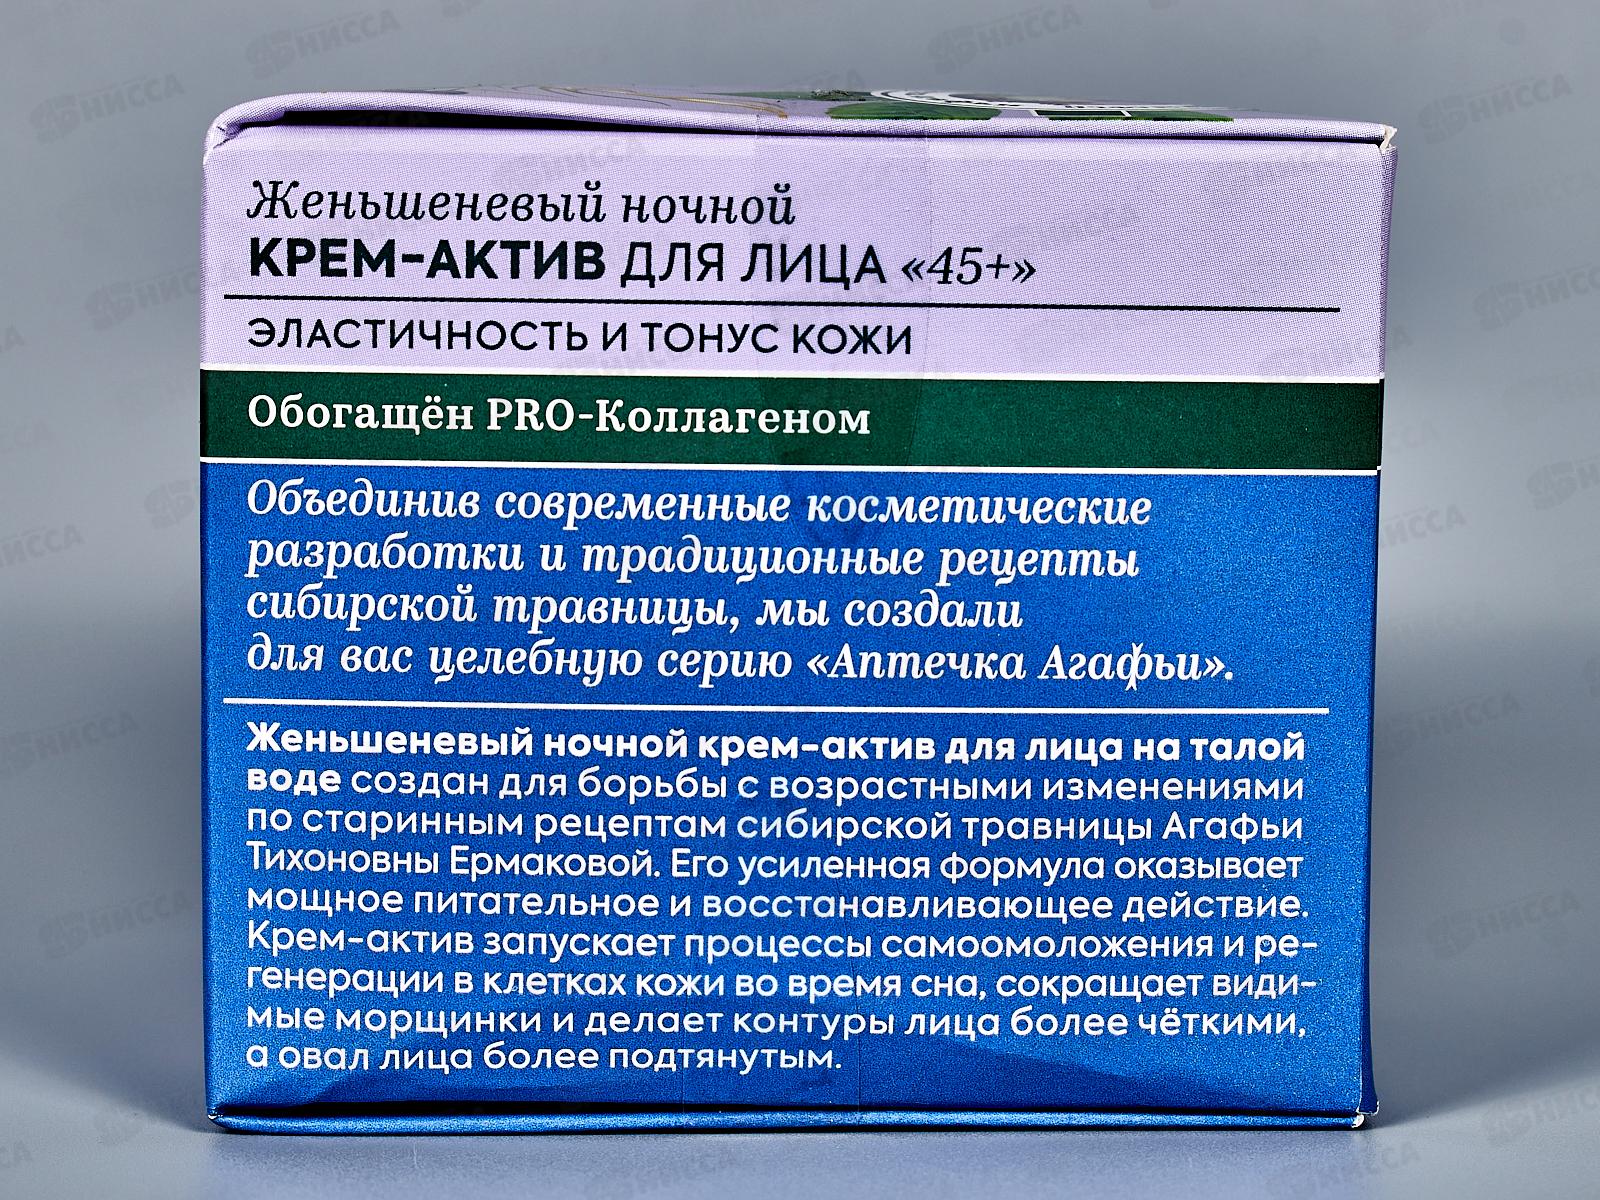 Женьшеневый ночной
КРЕМ-АКТИВ ДЛЯ ЛИЦА «45+»
ЭЛАСТИЧНОСТЬ И ТОНУС КОЖИ
Обогащён PRO-Коллагеном
Объединив современные косметические
разработки и традиционные рецепты
сибирской травницы, мы создали
для вас целебную серию «Аптечка Агафьи».
Женьшеневый ночной крем-актив для лица на талой
воде создан для борьбы с возрастными изменениями
по старинным рецептам сибирской травницы Агафьи
Тихоновны Ермаковой. Его усиленная формула оказывает
мощное питательное и восстанавливающее действие.
Крем-актив запускает процессы самоомоложения и ре-
генерации в клетках кожи во время сна, сокращает види-
мые морщинки и делает контуры лица более чёткими,
а овал лица более подтянутым.
НИССА